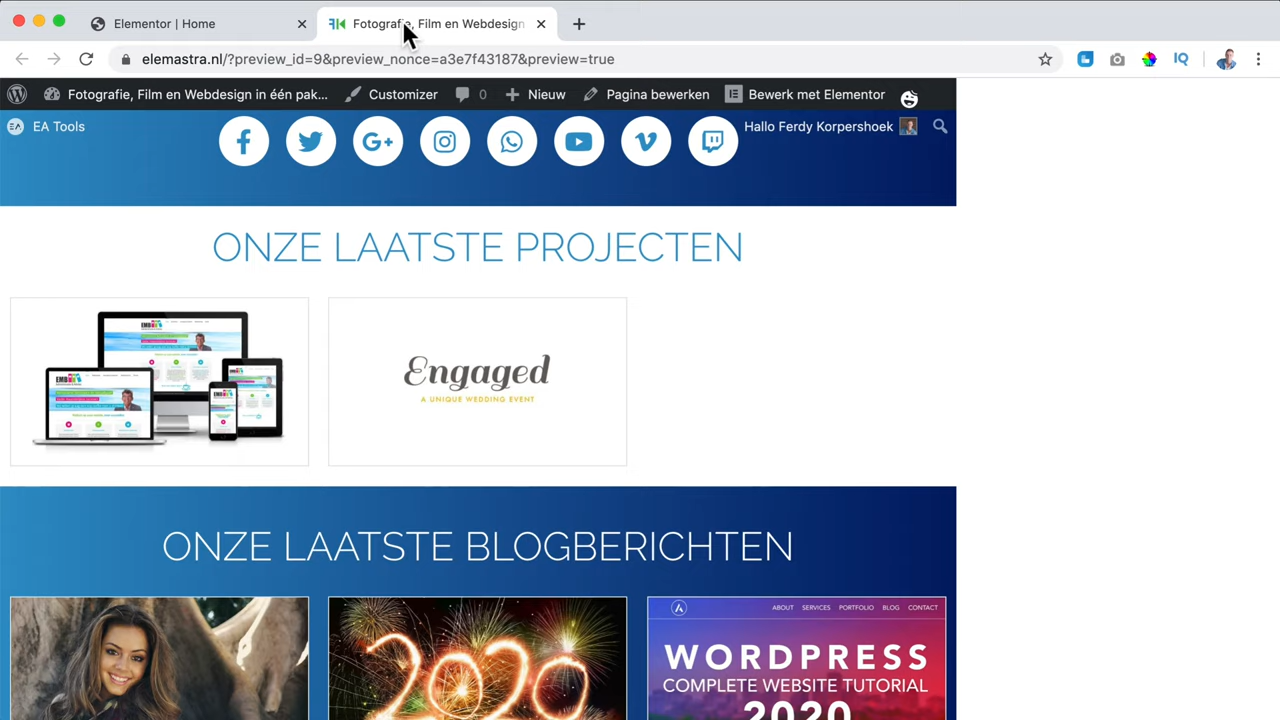 Elementor | Home
Fotografie, Film en Webdesign
elemastra.nl/?preview_id=9&preview_nonce=a3e7f43187&preview=true
IQ
Fotografie, Film en Webdesign in één pak...
Customizer
0
Nieuw
Pagina bewerken
Bewerk met Elementor
EA Tools
Hallo Ferdy Korpershoek
ONZE LAATSTE PROJECTEN
Engaged
A UNIQUE WEDDING EVENT
ONZE LAATSTE BLOGBERICHTEN
2020
ABOUT SERVICES PORTFOLIO BLOG CONTACT
WORDPRESS
COMPLETE WEBSITE TUTORIAL
2020